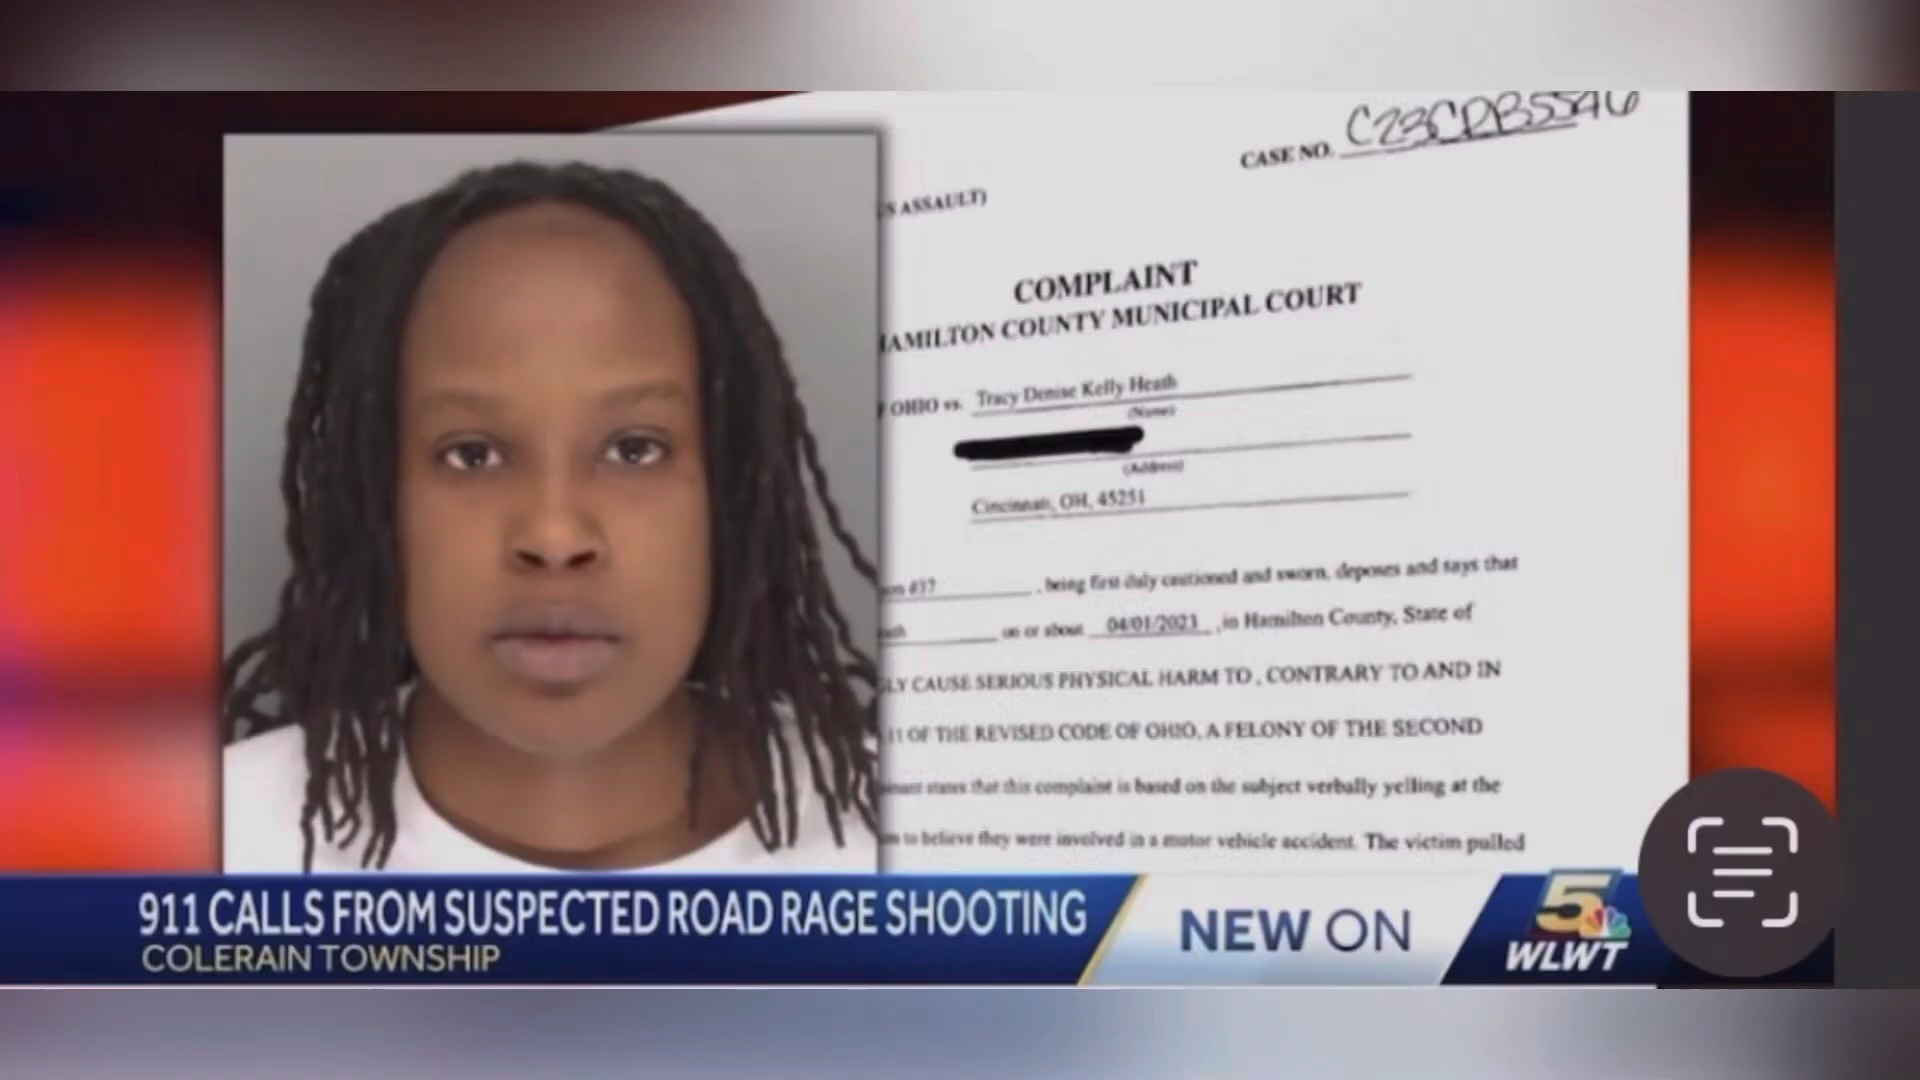 CASE NO. C23CRB5546
S ASSAULT)
COMPLAINT
HAMILTON COUNTY MUNICIPAL COURT
OHIO vs. Tracy Denise Kelly Heath
(Name)
(Address)
Cincinnati, OH, 45251
#37 , being first duly cautioned and sworn, deposes and says that
on or about 04/01/2023 , in Hamilton County, State of
LY CAUSE SERIOUS PHYSICAL HARM TO , CONTRARY TO AND IN
11 OF THE REVISED CODE OF OHIO, A FELONY OF THE SECOND
states that this complaint is based on the subject verbally yelling at the
to believe they were involved in a motor vehicle accident. The victim pulled
911 CALLS FROM SUSPECTED ROAD RAGE SHOOTING
COLERAIN TOWNSHIP
NEW ON
5
WLWT